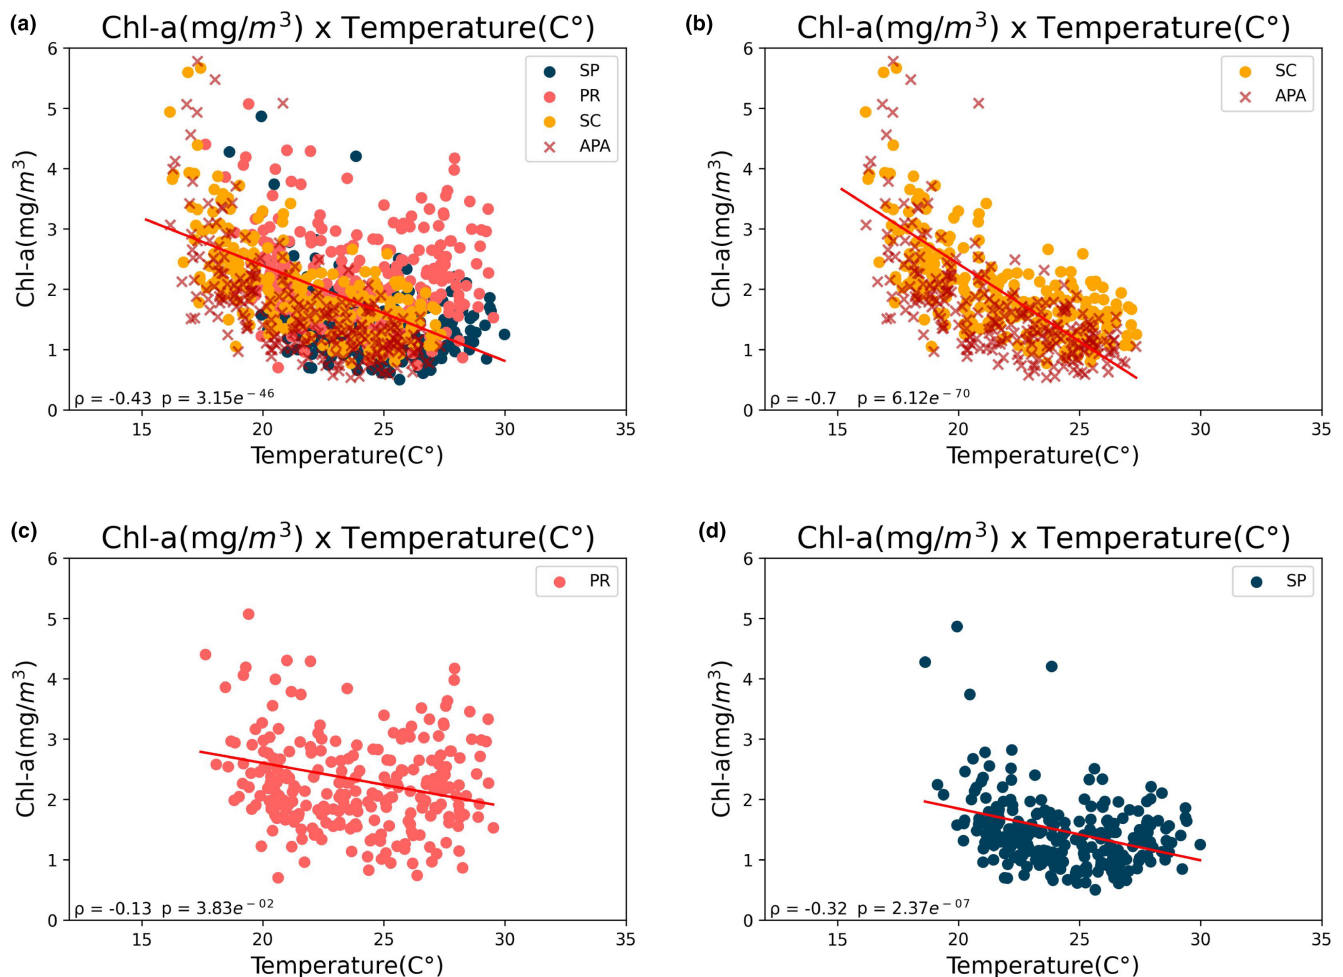 (a) Chl-a(mg/m³) x Temperature(C°)
6
5
4
3
2
1
0
Chl-a(mg/m³)
SP
PR
SC
APA
ρ = -0.43 p = 3.15e⁻⁴⁶
15 20 25 30 35
Temperature(C°)
(b) Chl-a(mg/m³) x Temperature(C°)
6
5
4
3
2
1
0
Chl-a(mg/m³)
SC
APA
ρ = -0.7 p = 6.12e⁻⁷⁰
15 20 25 30 35
Temperature(C°)
(c) Chl-a(mg/m³) x Temperature(C°)
6
5
4
3
2
1
0
Chl-a(mg/m³)
PR
ρ = -0.13 p = 3.83e⁻⁰²
15 20 25 30 35
Temperature(C°)
(d) Chl-a(mg/m³) x Temperature(C°)
6
5
4
3
2
1
0
Chl-a(mg/m³)
SP
ρ = -0.32 p = 2.37e⁻⁰⁷
15 20 25 30 35
Temperature(C°)